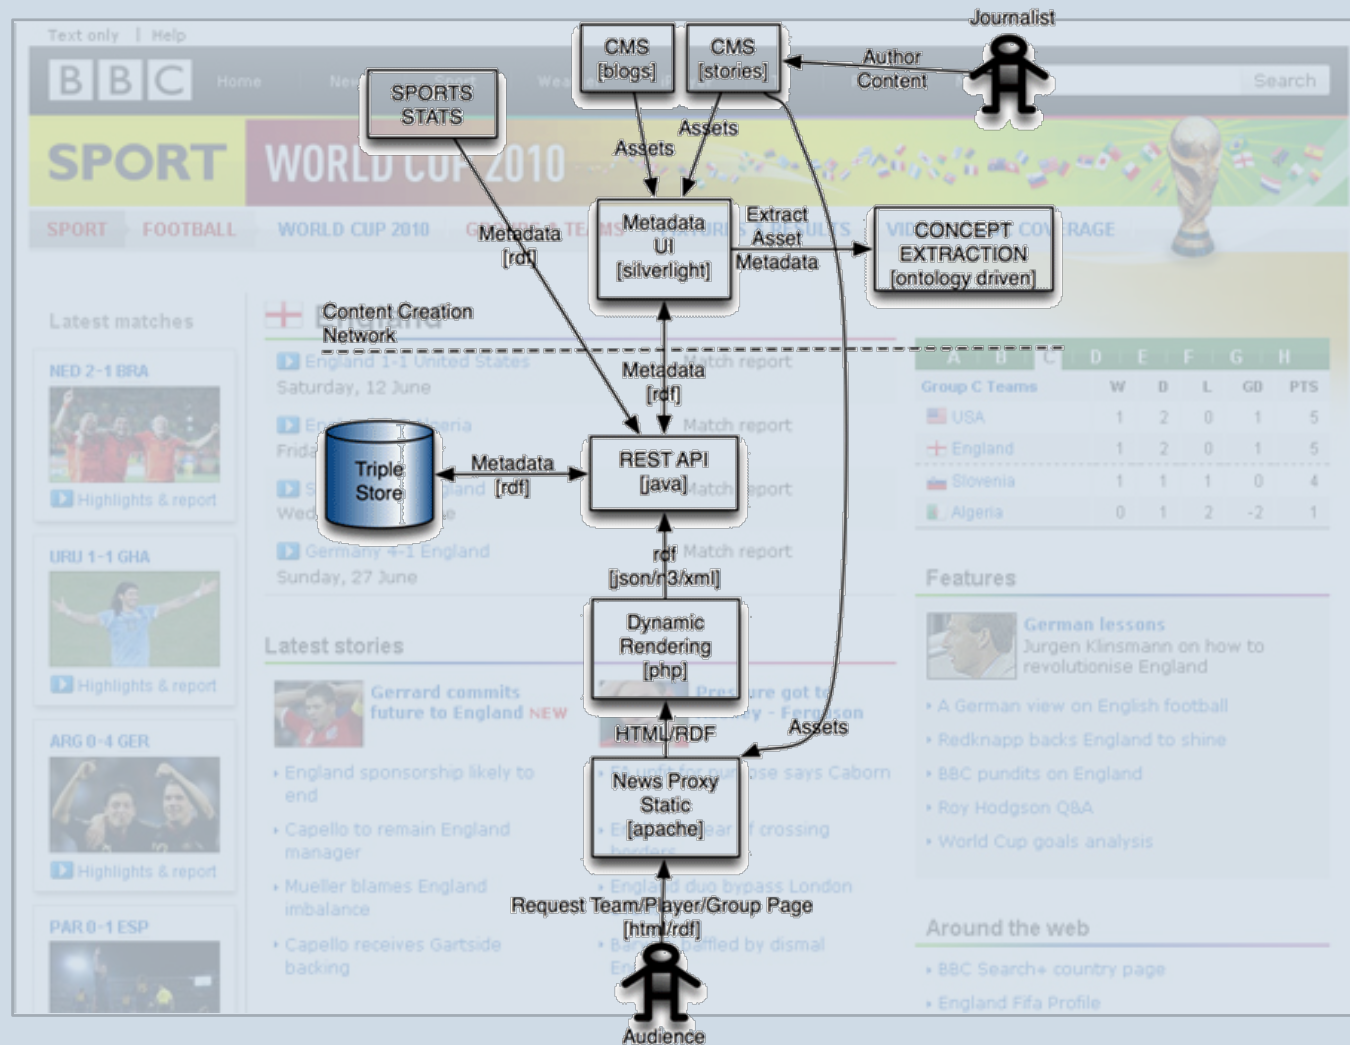 Journalist
CMS
[blogs]
CMS
[stories]
Author
Content
Text only | Help
BBC
Home
Search
SPORTS
STATS
Assets
Assets
SPORT
WORLD CUP 2010
SPORT
FOOTBALL
WORLD CUP 2010
Metadata
[rdf]
Metadata
UI
[silverlight]
Extract
Asset
Metadata
CONCEPT
EXTRACTION
[ontology driven]
Content Creation
Network
Latest matches
England
England 1-1 United States
Match report
Saturday, 12 June
Match report
Metadata
[rdf]
NED 2-1 BRA
Highlights & report
Triple
Store
Metadata
[rdf]
REST API
[java]
Match report
Germany 4-1 England
Match report
Sunday, 27 June
A B C D E F G H
Group C Teams W D L GD PTS
USA 1 2 0 1 5
England 1 2 0 1 5
Slovenia 1 1 1 0 4
Algeria 0 1 2 -2 1
URU 1-1 GHA
Highlights & report
rdf
[json/n3/xml]
Dynamic
Rendering
[php]
Features
German lessons
Jurgen Klinsmann on how to
revolutionise England
A German view on English football
Redknapp backs England to shine
BBC pundits on England
Roy Hodgson Q&A
World Cup goals analysis
Latest stories
Gerrard commits
future to England NEW
HTML/RDF
Assets
ARG 0-4 GER
Highlights & report
England sponsorship likely to
end
Capello to remain England
manager
Mueller blames England
imbalance
Capello receives Gartside
backing
News Proxy
Static
[apache]
England duo bypass London
Request Team/Player/Group Page
[html/rdf]
PAR 0-1 ESP
Around the web
BBC Search+ country page
England Fifa Profile
Audience